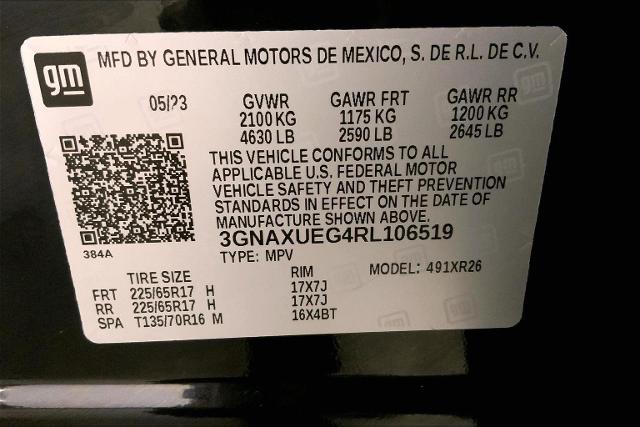 gm
MFD BY GENERAL MOTORS DE MEXICO, S. DE R.L. DE C.V.
05/23 GVWR GAWR FRT GAWR RR
2100 KG 1175 KG 1200 KG
4630 LB 2590 LB 2645 LB
THIS VEHICLE CONFORMS TO ALL
APPLICABLE U.S. FEDERAL MOTOR
VEHICLE SAFETY AND THEFT PREVENTION
STANDARDS IN EFFECT ON THE DATE OF
MANUFACTURE SHOWN ABOVE.
384A
3GNAXUEG4RL106519
TYPE: MPV MODEL: 491XR26
TIRE SIZE RIM
FRT 225/65R17 H 17X7J
RR 225/65R17 H 17X7J
SPA T135/70R16 M 16X4BT